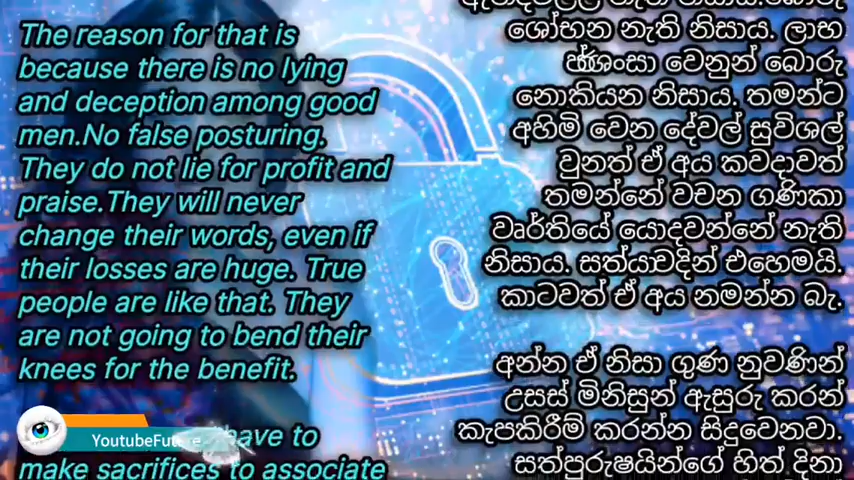 The reason for that is
because there is no lying
and deception among good
men.No false posturing.
They do not lie for profit and
praise.They will never
change their words, even if
their losses are huge. True
people are like that. They
are not going to bend their
knees for the benefit.
have to
make sacrifices to associate
ශෝභන නැති නිසාය. ලාභ
වෙනුන් බොරු
නොකියන නිසාය. තමන්ට
අහිමි වෙන දේවල් සුවිශල්
වුනත් ඒ අය කවදාවත්
තමන්නේ වචන ගණිකා
වෘර්තියේ යොදවන්නේ නැති
නිසාය. සත්යාවදින් එහෙමයි.
කාටවත් ඒ අය නමන්න බැ.
අන්න ඒ නිසා ගුණ නුවණින්
උසස් මිනිසුන් ඇසුරු කරන්
කැපකිරීම් කරන්න සිදුවෙනවා.
සත්පුරුෂයින්ගේ හිත් දිනා